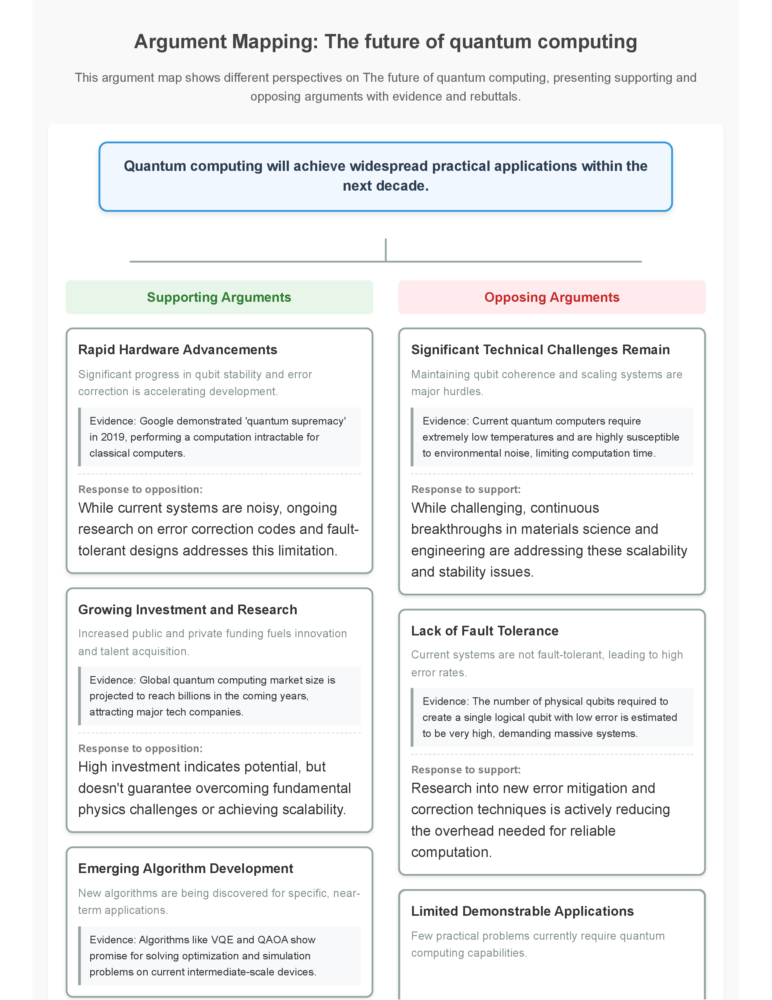 Argument Mapping: The future of quantum computing
This argument map shows different perspectives on The future of quantum computing, presenting supporting and
opposing arguments with evidence and rebuttals.
Quantum computing will achieve widespread practical applications within the
next decade.
Supporting Arguments
Rapid Hardware Advancements
Significant progress in qubit stability and error
correction is accelerating development.
Evidence: Google demonstrated 'quantum supremacy'
in 2019, performing a computation intractable for
classical computers.
Response to opposition:
While current systems are noisy, ongoing
research on error correction codes and fault-
tolerant designs addresses this limitation.
Growing Investment and Research
Increased public and private funding fuels innovation
and talent acquisition.
Evidence: Global quantum computing market size is
projected to reach billions in the coming years,
attracting major tech companies.
Response to opposition:
High investment indicates potential, but
doesn't guarantee overcoming fundamental
physics challenges or achieving scalability.
Emerging Algorithm Development
New algorithms are being discovered for specific, near-
term applications.
Evidence: Algorithms like VQE and QAOA show
promise for solving optimization and simulation
problems on current intermediate-scale devices.
Opposing Arguments
Significant Technical Challenges Remain
Maintaining qubit coherence and scaling systems are
major hurdles.
Evidence: Current quantum computers require
extremely low temperatures and are highly susceptible
to environmental noise, limiting computation time.
Response to support:
While challenging, continuous
breakthroughs in materials science and
engineering are addressing these scalability
and stability issues.
Lack of Fault Tolerance
Current systems are not fault-tolerant, leading to high
error rates.
Evidence: The number of physical qubits required to
create a single logical qubit with low error is estimated
to be very high, demanding massive systems.
Response to support:
Research into new error mitigation and
correction techniques is actively reducing
the overhead needed for reliable
computation.
Limited Demonstrable Applications
Few practical problems currently require quantum
computing capabilities.